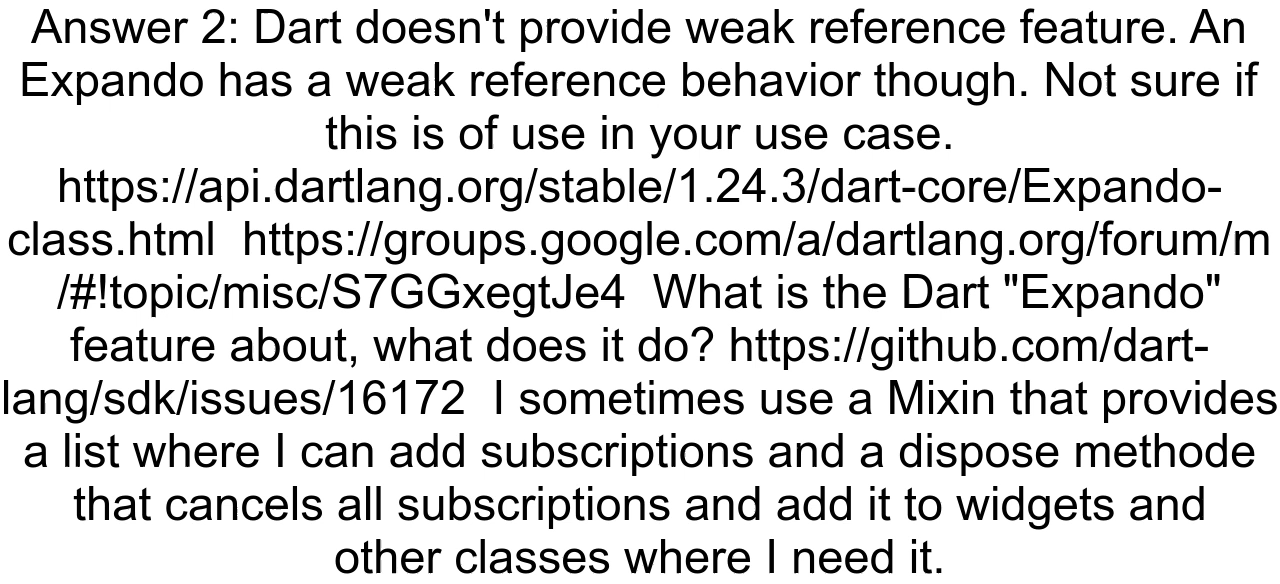 Answer 2: Dart doesn't provide weak reference feature. An
Expando has a weak reference behavior though. Not sure if
this is of use in your use case.
https://api.dartlang.org/stable/1.24.3/dart-core/Expando-
class.html  https://groups.google.com/a/dartlang.org/forum/m
/#!topic/misc/S7GGxegtJe4  What is the Dart "Expando"
feature about, what does it do? https://github.com/dart-
lang/sdk/issues/16172  I sometimes use a Mixin that provides
a list where I can add subscriptions and a dispose methode
that cancels all subscriptions and add it to widgets and
other classes where I need it.